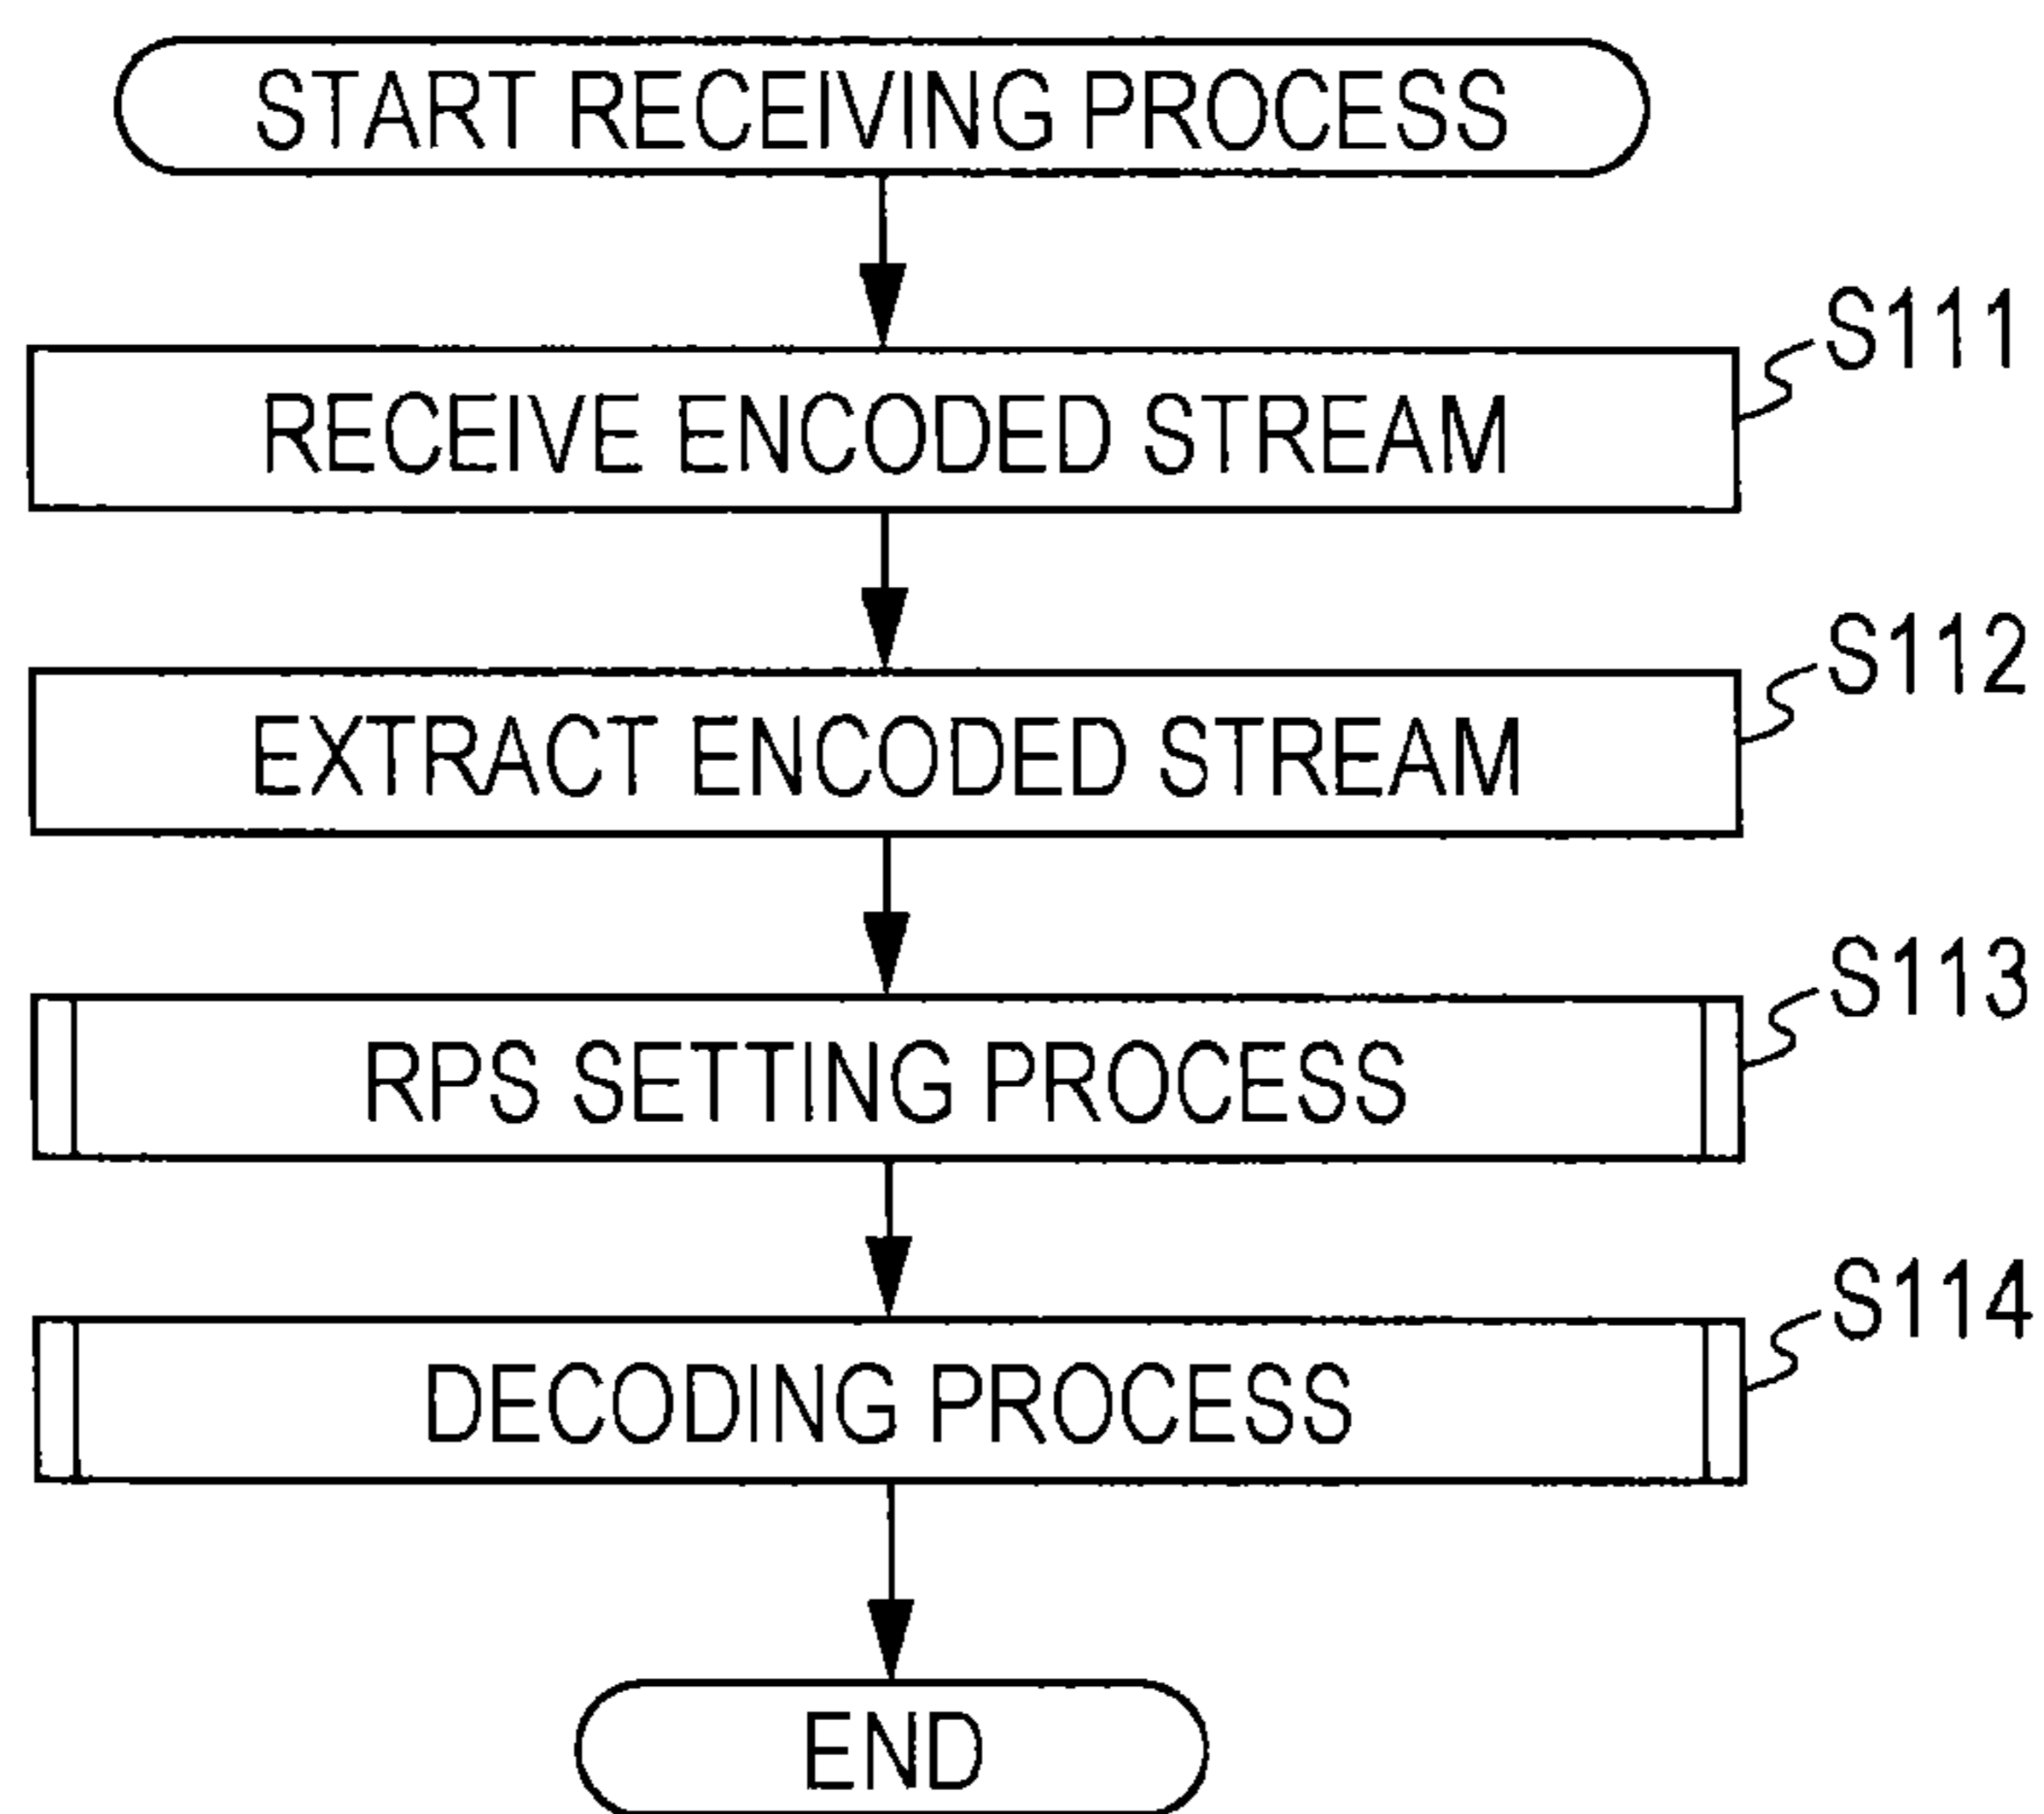 START RECEIVING PROCESS
S111
RECEIVE ENCODED STREAM
S112
EXTRACT ENCODED STREAM
S113
RPS SETTING PROCESS
S114
DECODING PROCESS
END